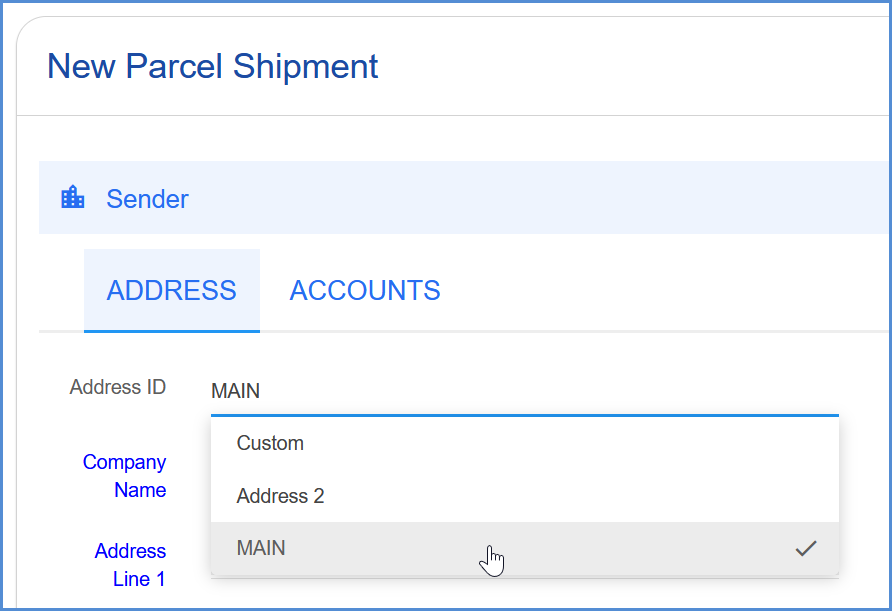 New Parcel Shipment
Sender
ADDRESS ACCOUNTS
Address ID MAIN
Custom
Company
Name
Address 2
MAIN
Address
Line 1